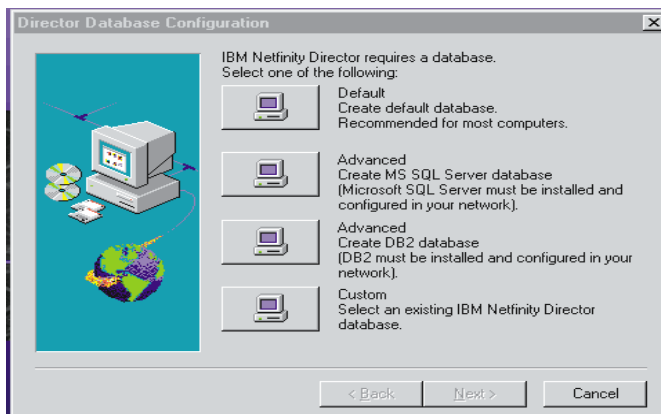 Director Database Configuration
IBM Netfinity Director requires a database.
Select one of the following:
Default
Create default database.
Recommended for most computers.
Advanced
Create MS SQL Server database
(Microsoft SQL Server must be installed and
configured in your network).
Advanced
Create DB2 database
(DB2 must be installed and configured in your
network).
Custom
Select an existing IBM Netfinity Director
database.
< Back
Next >
Cancel